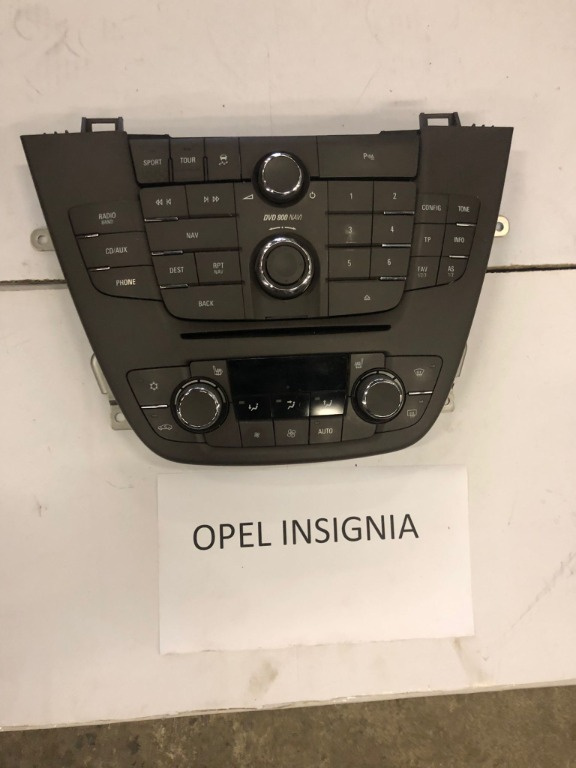 SPORT TOUR P
DVD 800 NAVI
1 2
3 4
5 6
RADIO
BAND
CD/AUX
PHONE
NAV
DEST RPT
NAV
BACK
CONFIG TONE
TP INFO
FAV AS
AUTO
OPEL INSIGNIA